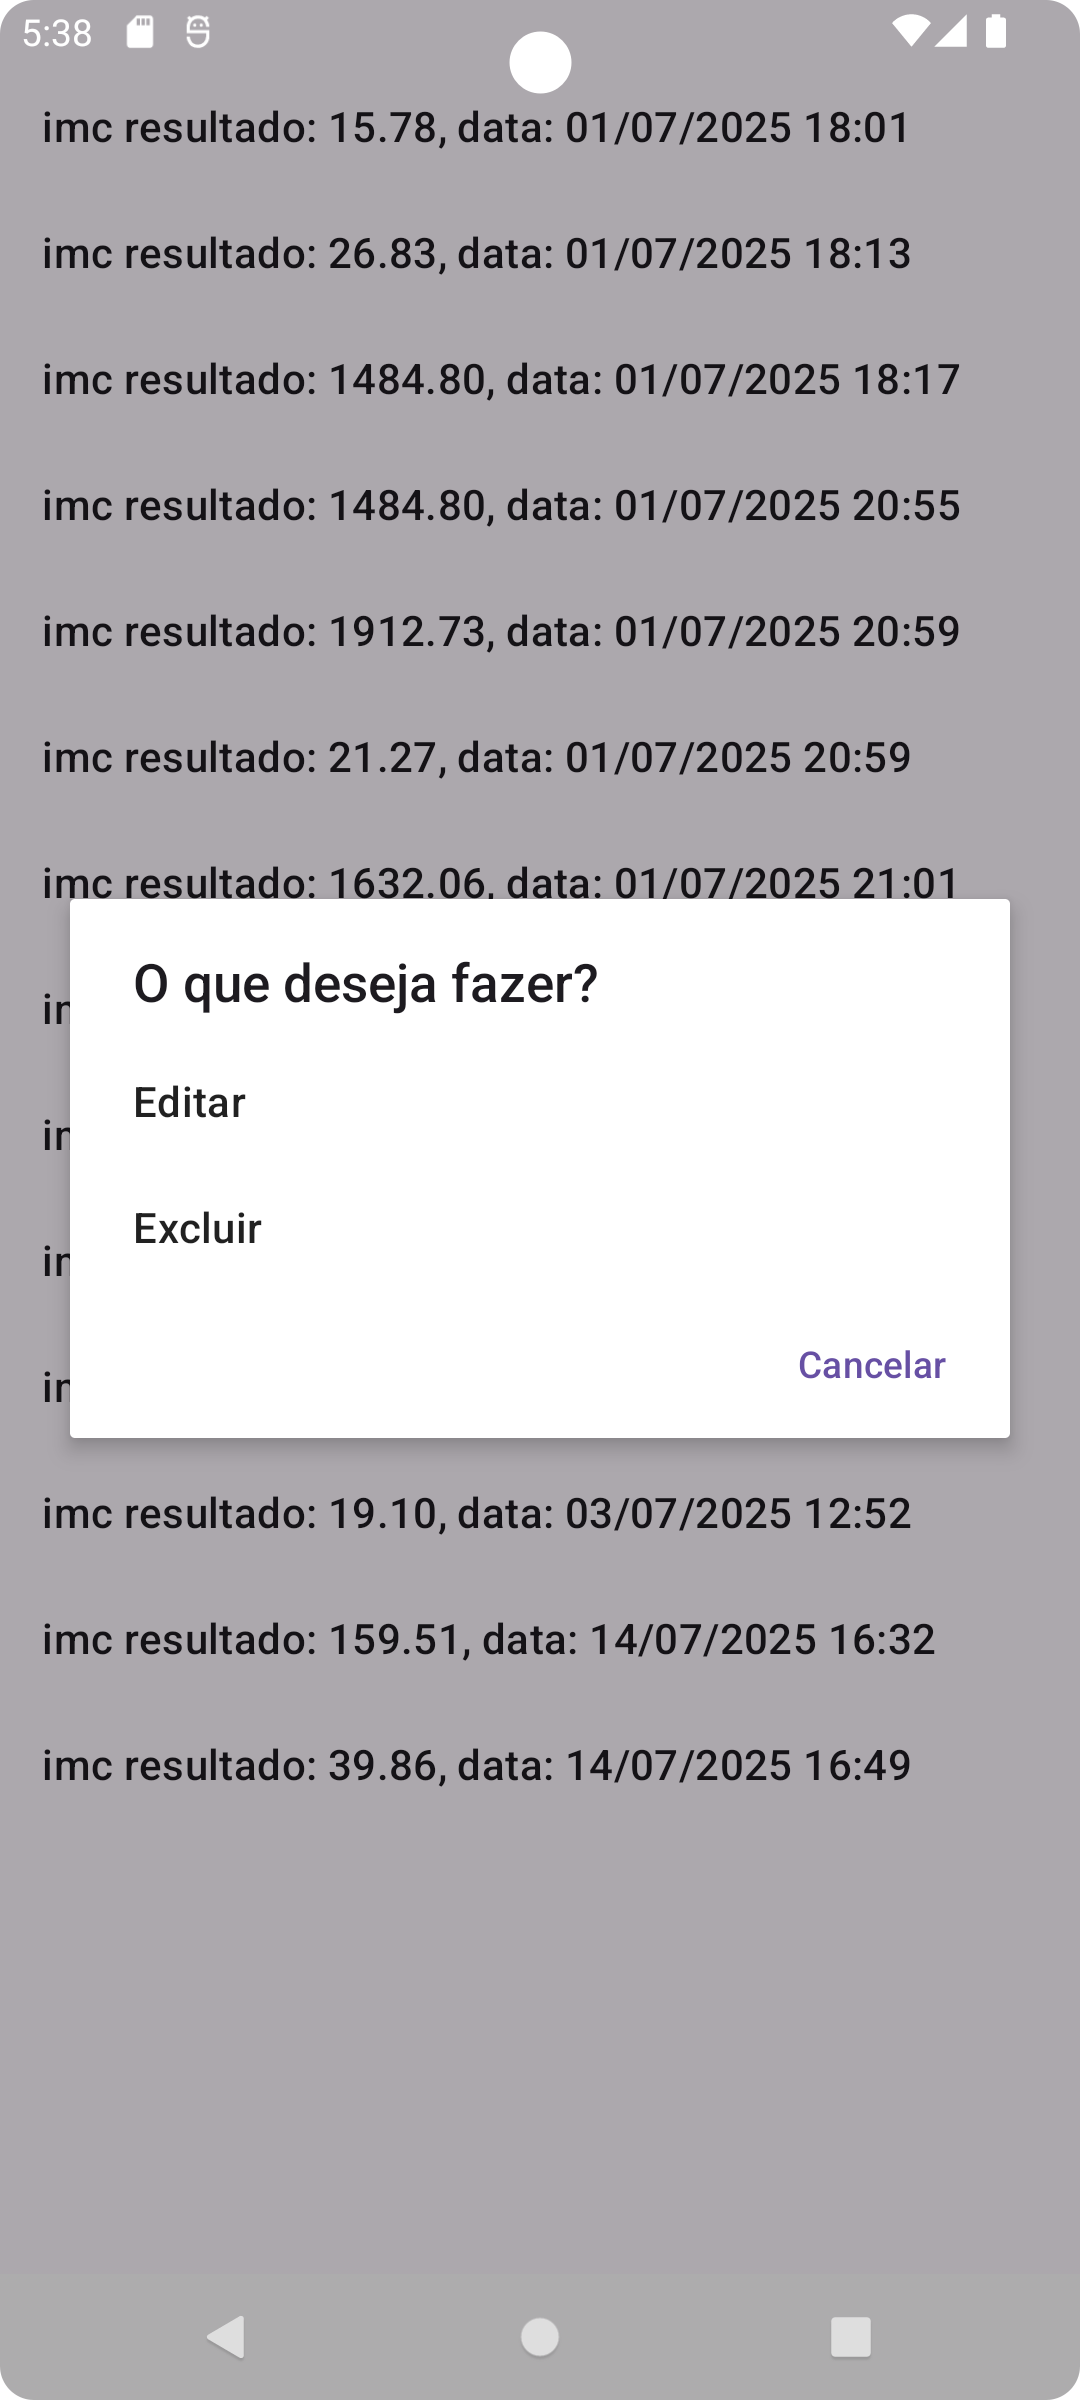 5:38
imc resultado: 15.78, data: 01/07/2025 18:01
imc resultado: 26.83, data: 01/07/2025 18:13
imc resultado: 1484.80, data: 01/07/2025 18:17
imc resultado: 1484.80, data: 01/07/2025 20:55
imc resultado: 1912.73, data: 01/07/2025 20:59
imc resultado: 21.27, data: 01/07/2025 20:59
imc resultado: 1632.06, data: 01/07/2025 21:01
O que deseja fazer?
Editar
Excluir
Cancelar
imc resultado: 19.10, data: 03/07/2025 12:52
imc resultado: 159.51, data: 14/07/2025 16:32
imc resultado: 39.86, data: 14/07/2025 16:49